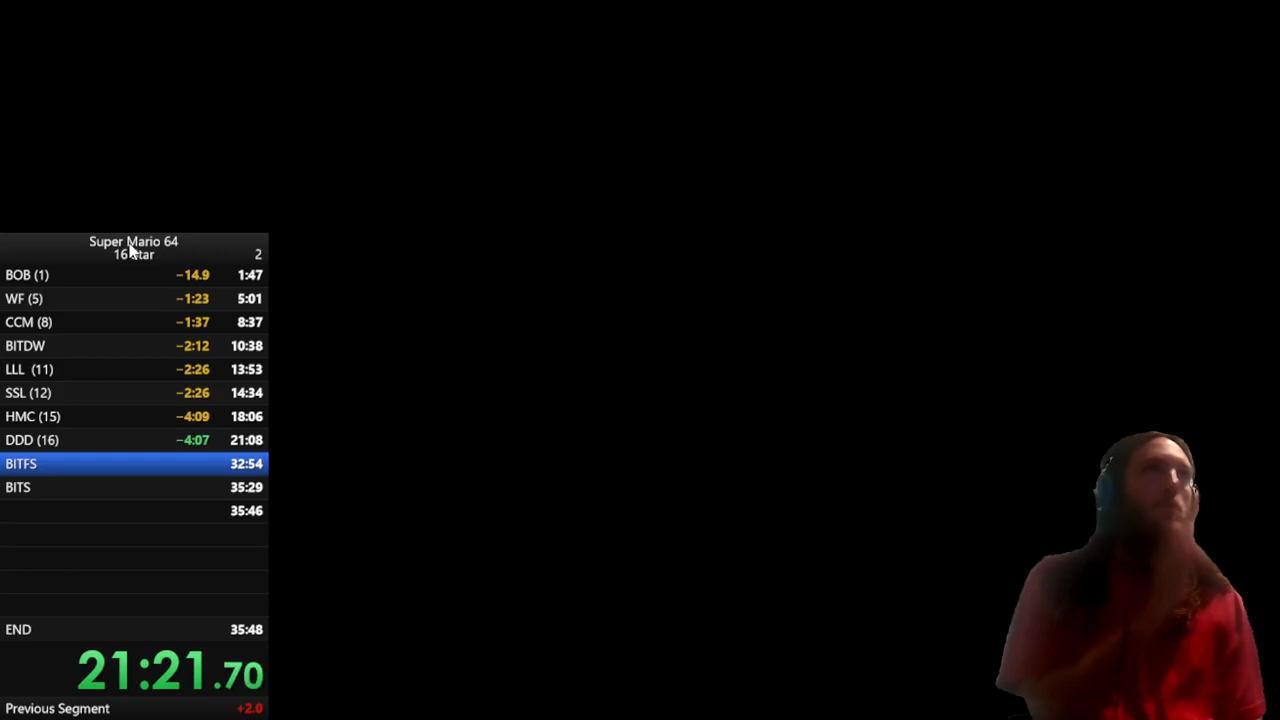 Super Mario 64
16 Star 2
BOB (1) −14.9 1:47
WF (5) −1:23 5:01
CCM (8) −1:37 8:37
BITDW −2:12 10:38
LLL (11) −2:26 13:53
SSL (12) −2:26 14:34
HMC (15) −4:09 18:06
DDD (16) −4:07 21:08
BITFS 32:54
BITS 35:29
35:46
END 35:48
21:21.70
Previous Segment +2.0